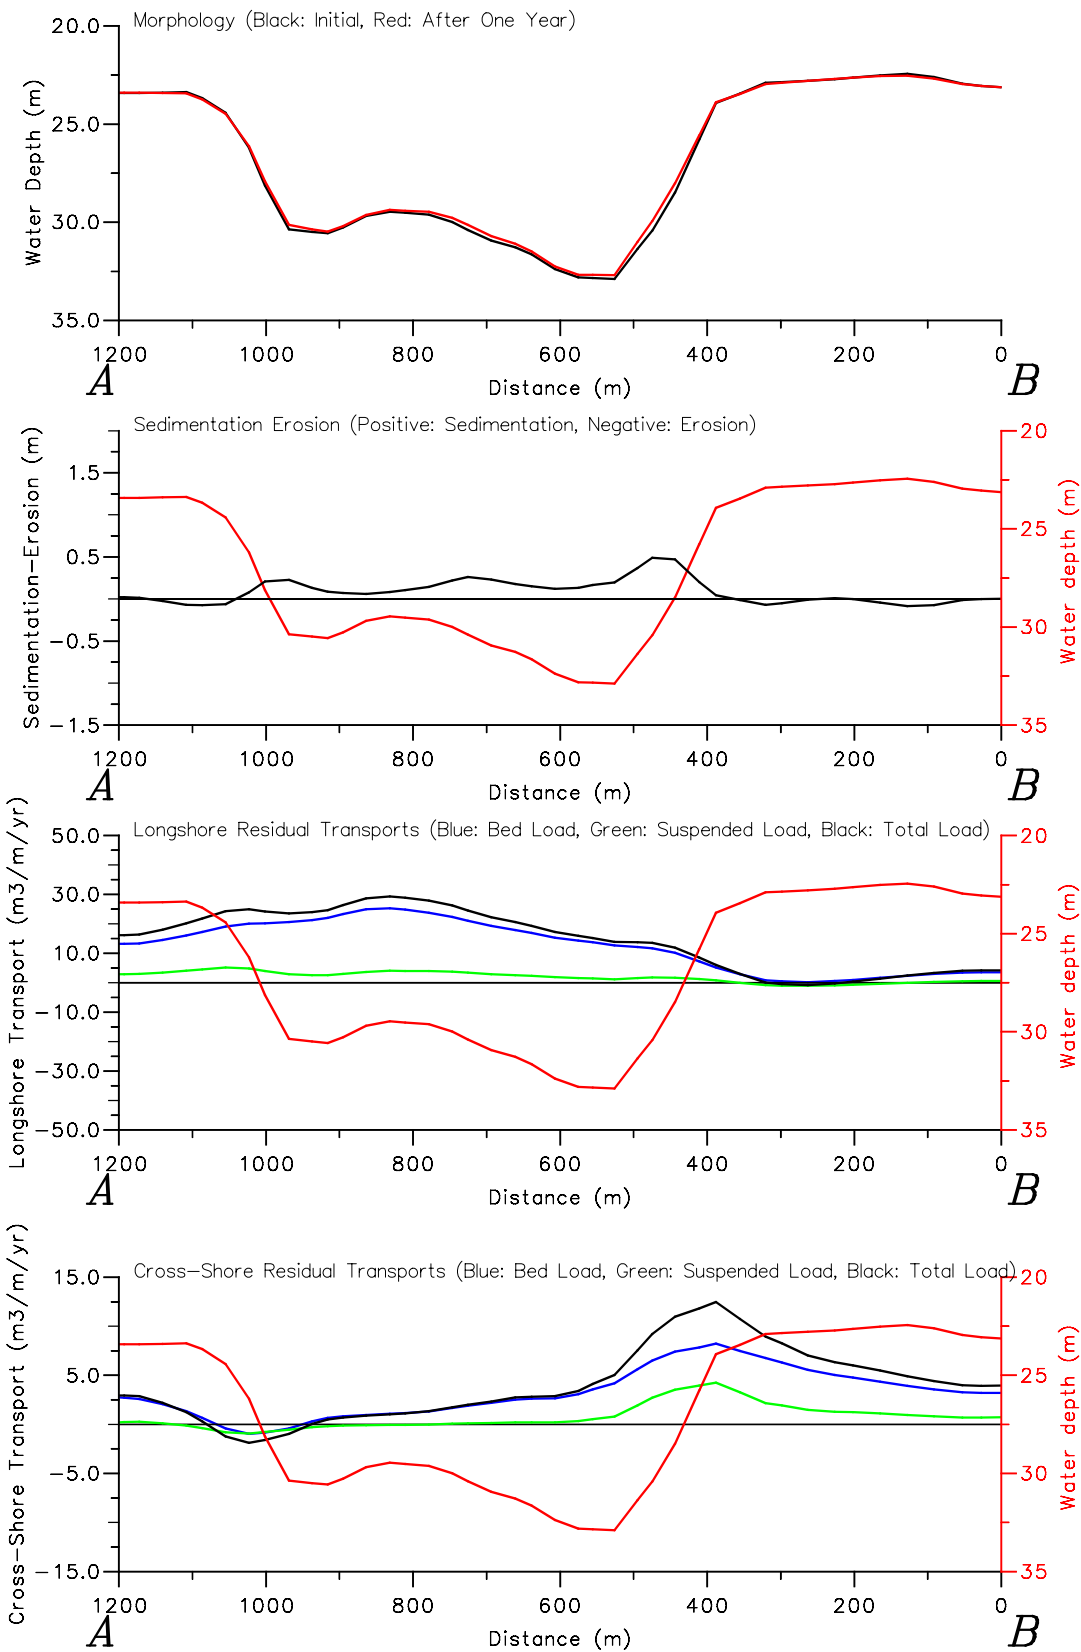 Morphology (Black: Initial, Red: After One Year)
20.0
25.0
30.0
35.0
Water Depth (m)
1200 1000 800 600 400 200 0
A Distance (m) B
Sedimentation Erosion (Positive: Sedimentation, Negative: Erosion)
1.5
0.5
−0.5
−1.5
Sedimentation−Erosion (m)
20
25
30
35
Water depth (m)
1200 1000 800 600 400 200 0
A Distance (m) B
Longshore Residual Transports (Blue: Bed Load, Green: Suspended Load, Black: Total Load)
50.0
30.0
10.0
−10.0
−30.0
−50.0
Longshore Transport (m3/m/yr)
20
25
30
35
Water depth (m)
1200 1000 800 600 400 200 0
A Distance (m) B
Cross−Shore Residual Transports (Blue: Bed Load, Green: Suspended Load, Black: Total Load)
15.0
5.0
−5.0
−15.0
Cross−Shore Transport (m3/m/yr)
20
25
30
35
Water depth (m)
1200 1000 800 600 400 200 0
A Distance (m) B